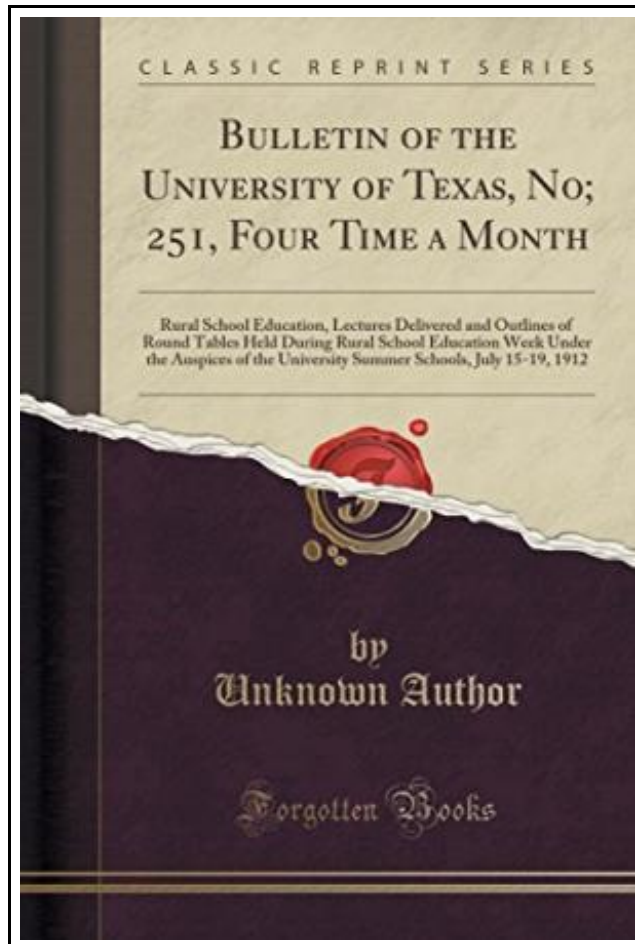 CLASSIC REPRINT SERIES
BULLETIN OF THE
UNIVERSITY OF TEXAS, NO;
251, FOUR TIME A MONTH
Rural School Education, Lectures Delivered and Outlines of
Round Tables Held During Rural School Education Week Under
the Auspices of the University Summer Schools, July 15-19, 1912
by
Unknown Author
Forgotten Books